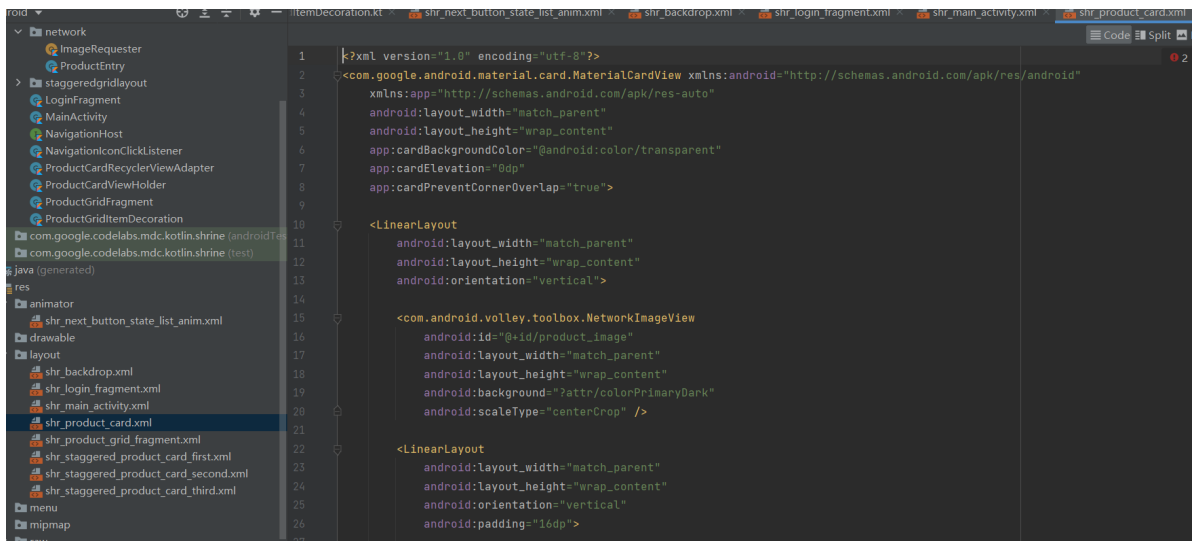 roid
network
ImageRequester
ProductEntry
staggeredgridlayout
LoginFragment
MainActivity
NavigationHost
NavigationIconClickListener
ProductCardRecyclerViewAdapter
ProductCardViewHolder
ProductGridFragment
ProductGridItemDecoration
com.google.codelabs.mdc.kotlin.shrine (androidTes
com.google.codelabs.mdc.kotlin.shrine (test)
java (generated)
res
animator
shr_next_button_state_list_anim.xml
drawable
layout
shr_backdrop.xml
shr_login_fragment.xml
shr_main_activity.xml
shr_product_card.xml
shr_product_grid_fragment.xml
shr_staggered_product_card_first.xml
shr_staggered_product_card_second.xml
shr_staggered_product_card_third.xml
menu
mipmap
ItemDecoration.kt shr_next_button_state_list_anim.xml shr_backdrop.xml shr_login_fragment.xml shr_main_activity.xml shr_product_card.xml
Code Split
1 <?xml version="1.0" encoding="utf-8"?> 2
2 <com.google.android.material.card.MaterialCardView xmlns:android="http://schemas.android.com/apk/res/android"
3 xmlns:app="http://schemas.android.com/apk/res-auto"
4 android:layout_width="match_parent"
5 android:layout_height="wrap_content"
6 app:cardBackgroundColor="@android:color/transparent"
7 app:cardElevation="0dp"
8 app:cardPreventCornerOverlap="true">
9
10 <LinearLayout
11 android:layout_width="match_parent"
12 android:layout_height="wrap_content"
13 android:orientation="vertical">
14
15 <com.android.volley.toolbox.NetworkImageView
16 android:id="@+id/product_image"
17 android:layout_width="match_parent"
18 android:layout_height="wrap_content"
19 android:background="?attr/colorPrimaryDark"
20 android:scaleType="centerCrop" />
21
22 <LinearLayout
23 android:layout_width="match_parent"
24 android:layout_height="wrap_content"
25 android:orientation="vertical"
26 android:padding="16dp">